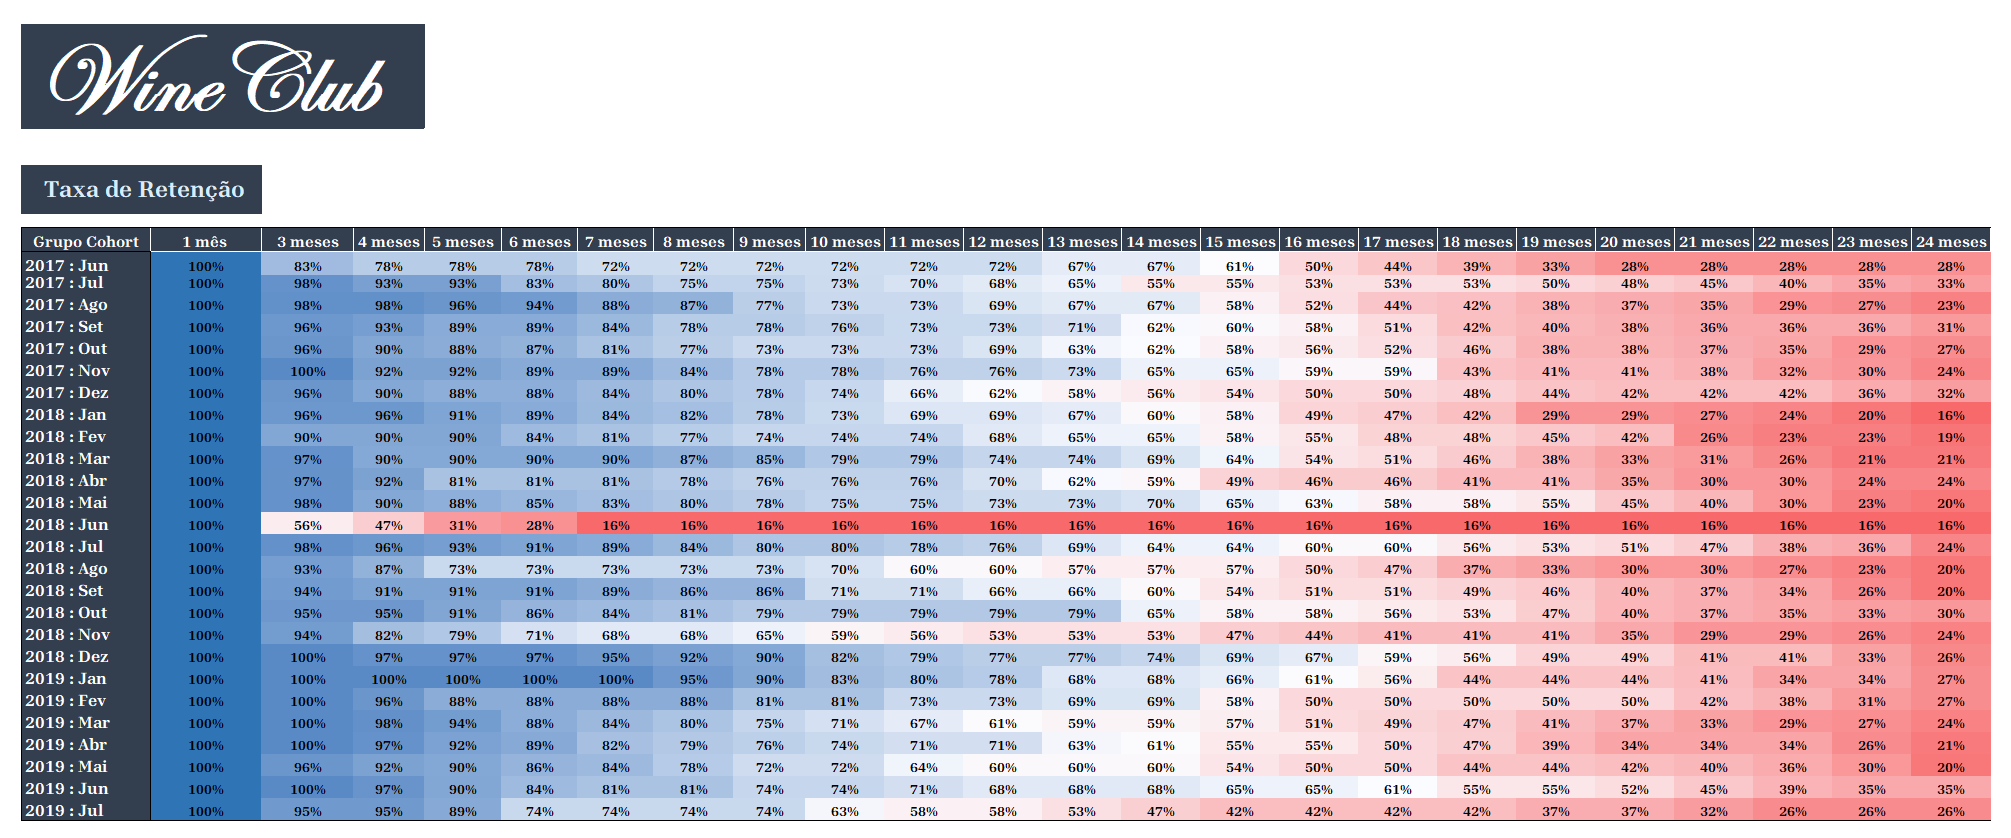 Wine Club
Taxa de Retenção
Grupo Cohort 1 mês 3 meses 4 meses 5 meses 6 meses 7 meses 8 meses 9 meses 10 meses 11 meses 12 meses 13 meses 14 meses 15 meses 16 meses 17 meses 18 meses 19 meses 20 meses 21 meses 22 meses 23 meses 24 meses
2017 : Jun 100% 83% 78% 78% 78% 72% 72% 72% 72% 72% 72% 67% 67% 61% 50% 44% 39% 33% 28% 28% 28% 28% 28%
2017 : Jul 100% 98% 93% 93% 83% 80% 75% 75% 73% 70% 68% 65% 55% 55% 53% 53% 53% 50% 48% 45% 40% 35% 33%
2017 : Ago 100% 98% 98% 96% 94% 88% 87% 77% 73% 73% 69% 67% 67% 58% 52% 44% 42% 38% 37% 35% 29% 27% 23%
2017 : Set 100% 96% 93% 89% 89% 84% 78% 78% 76% 73% 73% 71% 62% 60% 58% 51% 42% 40% 38% 36% 36% 36% 31%
2017 : Out 100% 96% 90% 88% 87% 81% 77% 73% 73% 73% 69% 63% 62% 58% 56% 52% 46% 38% 38% 37% 35% 29% 27%
2017 : Nov 100% 100% 92% 92% 89% 89% 84% 78% 78% 76% 76% 73% 65% 65% 59% 59% 43% 41% 41% 38% 32% 30% 24%
2017 : Dez 100% 96% 90% 88% 88% 84% 80% 78% 74% 66% 62% 58% 56% 54% 50% 50% 48% 44% 42% 42% 42% 36% 32%
2018 : Jan 100% 96% 96% 91% 89% 84% 82% 78% 73% 69% 69% 67% 60% 58% 49% 47% 42% 29% 29% 27% 24% 20% 16%
2018 : Fev 100% 90% 90% 90% 84% 81% 77% 74% 74% 74% 68% 65% 65% 58% 55% 48% 48% 45% 42% 26% 23% 23% 19%
2018 : Mar 100% 97% 90% 90% 90% 90% 87% 85% 79% 79% 74% 74% 69% 64% 54% 51% 46% 38% 33% 31% 26% 21% 21%
2018 : Abr 100% 97% 92% 81% 81% 81% 78% 76% 76% 76% 70% 62% 59% 49% 46% 46% 41% 41% 35% 30% 30% 24% 24%
2018 : Mai 100% 98% 90% 88% 85% 83% 80% 78% 75% 75% 73% 73% 70% 65% 63% 58% 58% 55% 45% 40% 30% 23% 20%
2018 : Jun 100% 56% 47% 31% 28% 16% 16% 16% 16% 16% 16% 16% 16% 16% 16% 16% 16% 16% 16% 16% 16% 16% 16%
2018 : Jul 100% 98% 96% 93% 91% 89% 84% 80% 80% 78% 76% 69% 64% 64% 60% 60% 56% 53% 51% 47% 38% 36% 24%
2018 : Ago 100% 93% 87% 73% 73% 73% 73% 73% 70% 60% 60% 57% 57% 57% 50% 47% 37% 33% 30% 30% 27% 23% 20%
2018 : Set 100% 94% 91% 91% 91% 89% 86% 86% 71% 71% 66% 66% 60% 54% 51% 51% 49% 46% 40% 37% 34% 26% 20%
2018 : Out 100% 95% 95% 91% 86% 84% 81% 79% 79% 79% 79% 79% 65% 58% 58% 56% 53% 47% 40% 37% 35% 33% 30%
2018 : Nov 100% 94% 82% 79% 71% 68% 68% 65% 59% 56% 53% 53% 53% 47% 44% 41% 41% 41% 35% 29% 29% 26% 24%
2018 : Dez 100% 100% 97% 97% 97% 95% 92% 90% 82% 79% 77% 77% 74% 69% 67% 59% 56% 49% 49% 41% 41% 33% 26%
2019 : Jan 100% 100% 100% 100% 100% 100% 95% 90% 83% 80% 78% 68% 68% 66% 61% 56% 44% 44% 44% 41% 34% 34% 27%
2019 : Fev 100% 100% 96% 88% 88% 88% 88% 81% 81% 73% 73% 69% 69% 58% 50% 50% 50% 50% 50% 42% 38% 31% 27%
2019 : Mar 100% 100% 98% 94% 88% 84% 80% 75% 71% 67% 61% 59% 59% 57% 51% 49% 47% 41% 37% 33% 29% 27% 24%
2019 : Abr 100% 100% 97% 92% 89% 82% 79% 76% 74% 71% 71% 63% 61% 55% 55% 50% 47% 39% 34% 34% 34% 26% 21%
2019 : Mai 100% 96% 92% 90% 86% 84% 78% 72% 72% 64% 60% 60% 60% 54% 50% 50% 44% 44% 42% 40% 36% 30% 20%
2019 : Jun 100% 100% 97% 90% 84% 81% 81% 74% 74% 71% 68% 68% 68% 65% 65% 61% 55% 55% 52% 45% 39% 35% 35%
2019 : Jul 100% 95% 95% 89% 74% 74% 74% 74% 63% 58% 58% 53% 47% 42% 42% 42% 42% 37% 37% 32% 26% 26% 26%